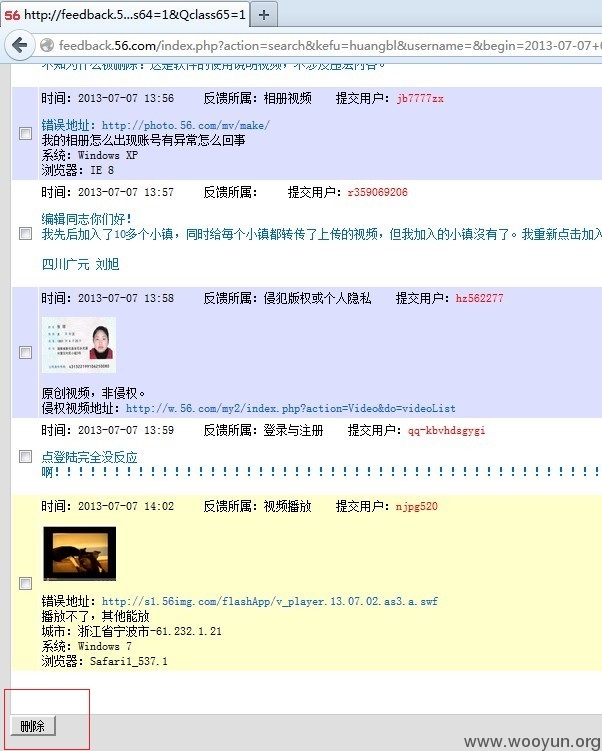 56 http://feedback.5...s64=1&Qclass65=1
feedback.56.com/index.php?action=search&kefu=huangbl&username=&begin=2013-07-07+
时间：2013-07-07 13:56 反馈所属：相册视频 提交用户：jb7777zx
错误地址：http://photo.56.com/mv/make/
我的相册怎么出现账号有异常怎么回事
系统：Windows XP
浏览器：IE 8
时间：2013-07-07 13:57 反馈所属： 提交用户：r359069206
编辑同志你们好！
我先后加入了10多个小镇，同时给每个小镇都转传了上传的视频，但我加入的小镇沒有了。我重新点击加入
四川广元 刘旭
时间：2013-07-07 13:58 反馈所属：侵犯版权或个人隐私 提交用户：hz562277
原创视频，非侵权。
侵权视频地址：http://w.56.com/my2/index.php?action=Video&do=videoList
时间：2013-07-07 13:59 反馈所属：登录与注册 提交用户：qq-kbvhdsgygi
点登陆完全没反应
啊！！！！！！！！！！！！！！！！！！！！！！！！！！！！！！！！！！！！！！！！！！！！！
时间：2013-07-07 14:02 反馈所属：视频播放 提交用户：njpg520
错误地址：http://s1.56img.com/flashApp/v_player.13.07.02.as3.a.swf
播放不了，其他能放
城市：浙江省宁波市-61.232.1.21
系统：Windows 7
浏览器：Safari1_537.1
删除
www.wooyun.org